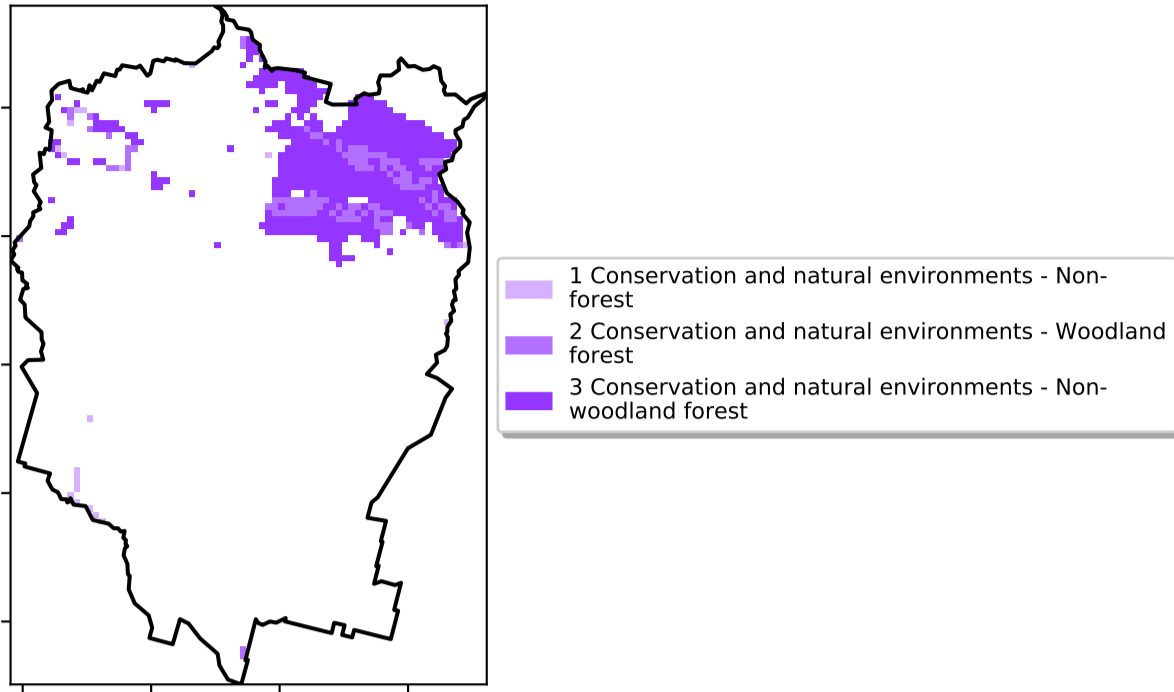 1 Conservation and natural environments - Non-
forest
2 Conservation and natural environments - Woodland
forest
3 Conservation and natural environments - Non-
woodland forest